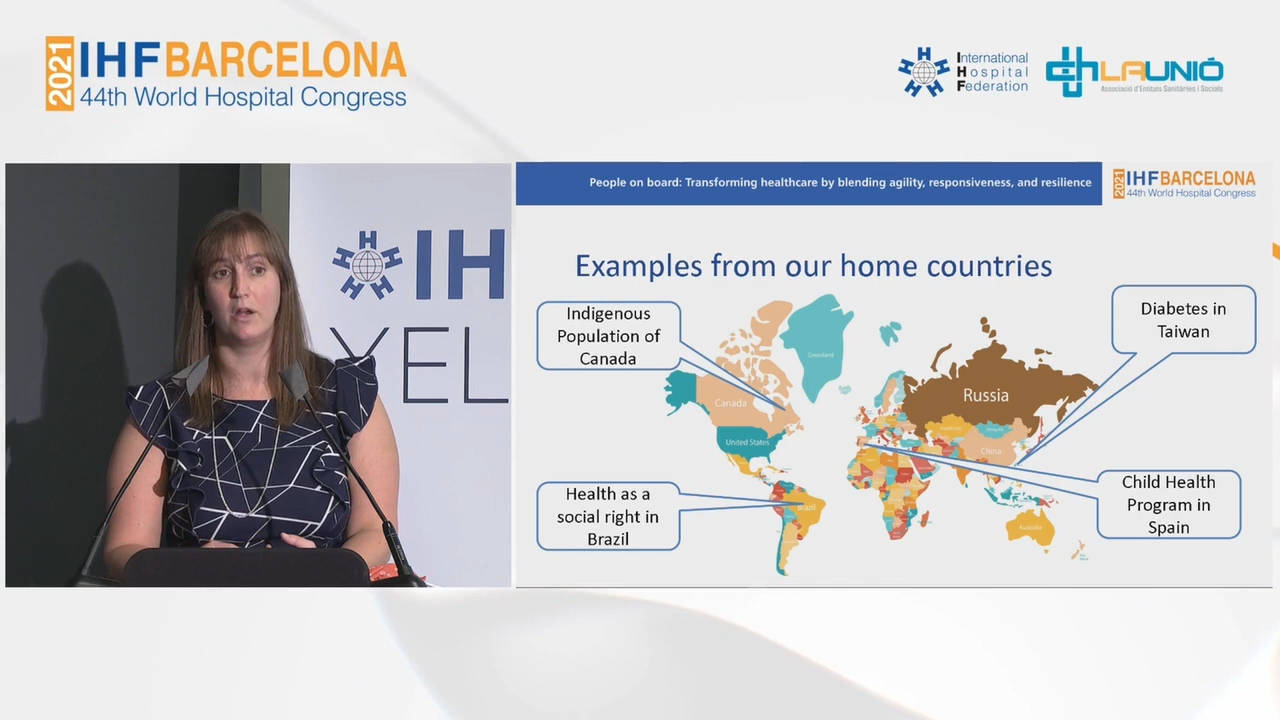 2021
IHF BARCELONA
44th World Hospital Congress
International
Hospital
Federation
LAUNIÓ
Associació d'Entitats Sanitàries i Socials
IH
YEL
People on board: Transforming healthcare by blending agility, responsiveness, and resilience
2021
IHF BARCELONA
44th World Hospital Congress
Examples from our home countries
Indigenous
Population of
Canada
Diabetes in
Taiwan
Greenland
Canada
Russia
United States
China
Health as a
social right in
Brazil
Brazil
Child Health
Program in
Spain
Australia